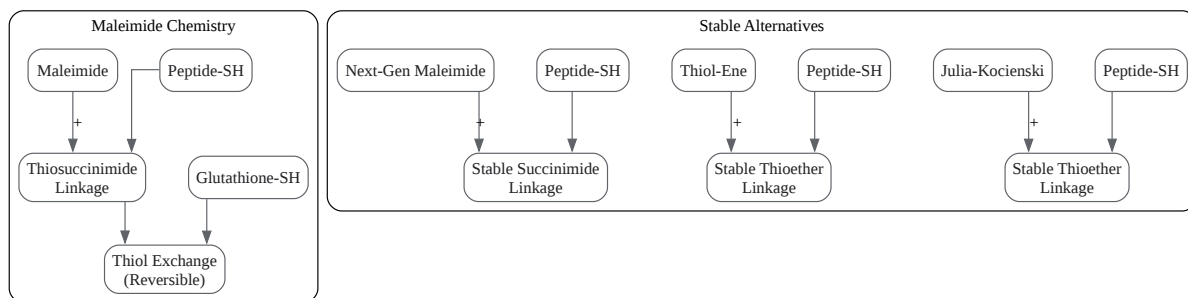 Maleimide Chemistry
Maleimide
Peptide-SH
+
Thiosuccinimide
Linkage
Glutathione-SH
Thiol Exchange
(Reversible)
Stable Alternatives
Next-Gen Maleimide
Peptide-SH
+
Stable Succinimide
Linkage
Thiol-Ene
Peptide-SH
+
Stable Thioether
Linkage
Julia-Kocienski
Peptide-SH
+
Stable Thioether
Linkage